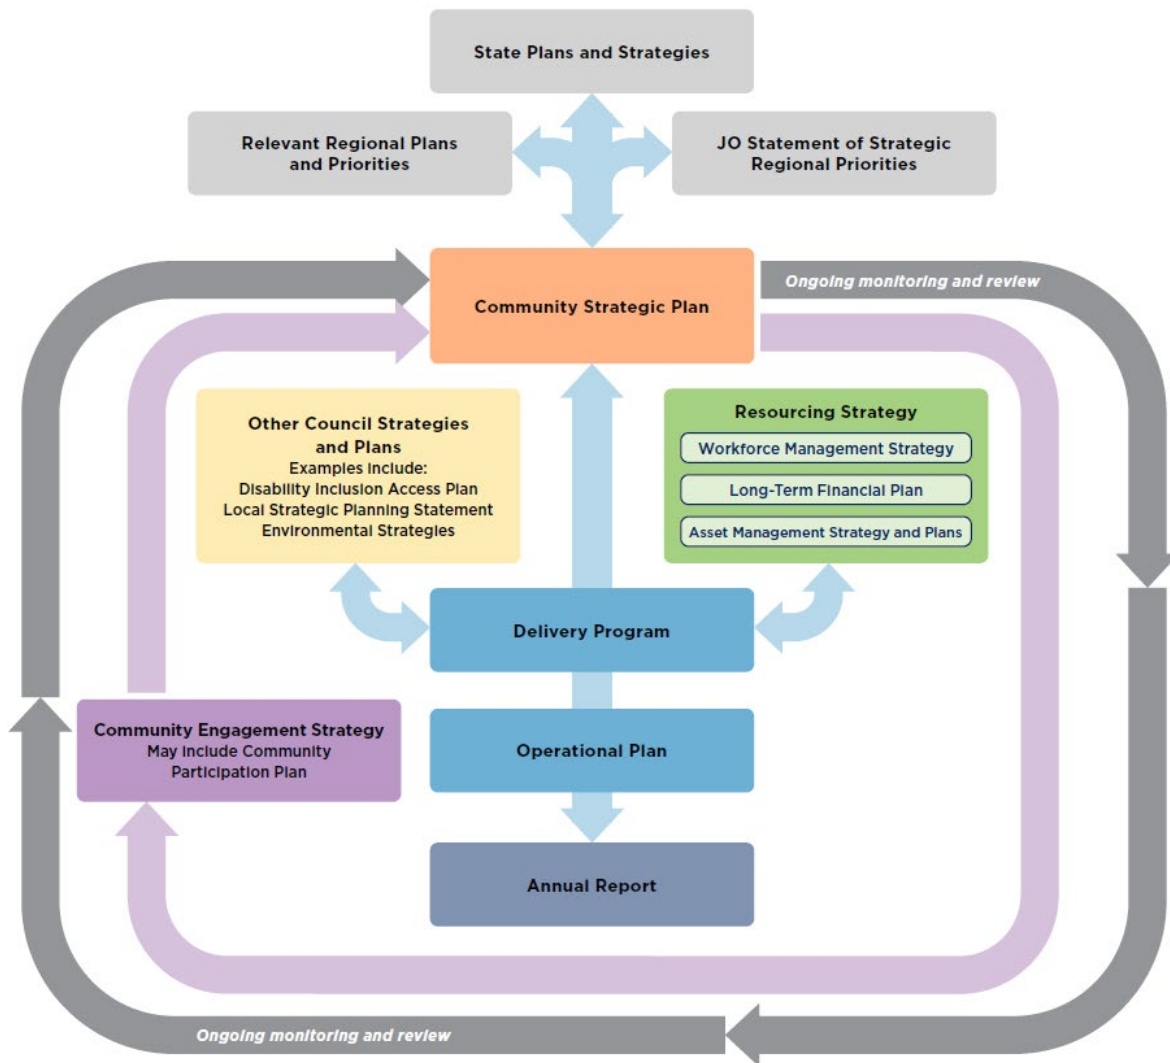 State Plans and Strategies
Relevant Regional Plans
and Priorities
JO Statement of Strategic
Regional Priorities
Community Strategic Plan
Ongoing monitoring and review
Other Council Strategies
and Plans
Examples Include:
Disability Inclusion Access Plan
Local Strategic Planning Statement
Environmental Strategies
Resourcing Strategy
Workforce Management Strategy
Long-Term Financial Plan
Asset Management Strategy and Plans
Delivery Program
Community Engagement Strategy
May Include Community
Participation Plan
Operational Plan
Annual Report
Ongoing monitoring and review